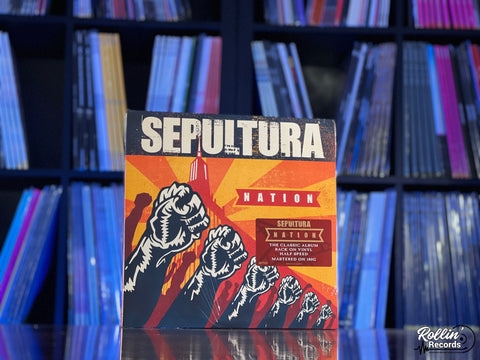 SEPULTURA
NATION
SEPULTURA
NATION
THE CLASSIC ALBUM
BACK ON VINYL
HALF SPEED
MASTERED ON 180G
Rollin'
Records